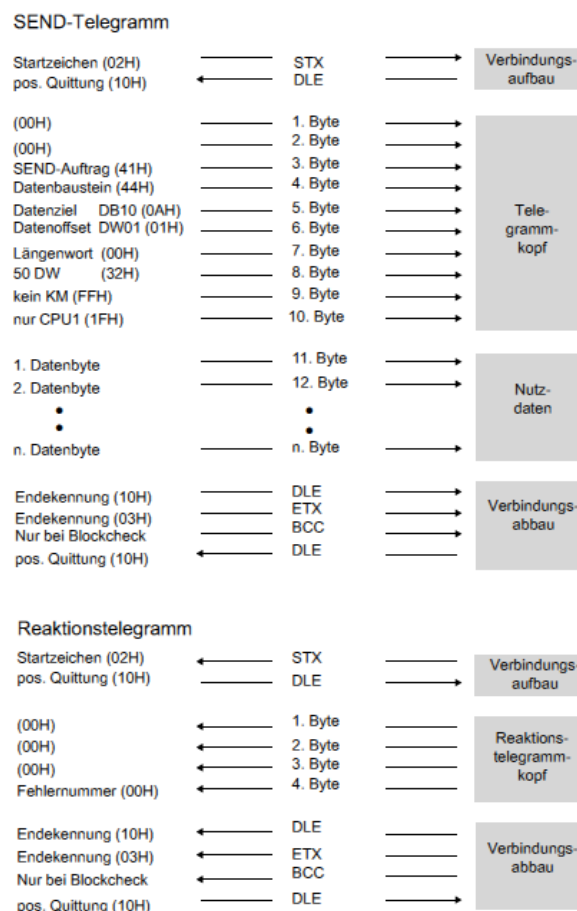 SEND-Telegramm
Startzeichen (02H) STX Verbindungs-
pos. Quittung (10H) DLE aufbau
(00H) 1. Byte
(00H) 2. Byte
SEND-Auftrag (41H) 3. Byte
Datenbaustein (44H) 4. Byte
Datenziel DB10 (0AH) 5. Byte Tele-
Datenoffset DW01 (01H) 6. Byte gramm-
Längenwort (00H) 7. Byte kopf
50 DW (32H) 8. Byte
kein KM (FFH) 9. Byte
nur CPU1 (1FH) 10. Byte
1. Datenbyte 11. Byte
2. Datenbyte 12. Byte Nutz-
daten
n. Datenbyte n. Byte
Endekennung (10H) DLE
Endekennung (03H) ETX Verbindungs-
Nur bei Blockcheck BCC abbau
pos. Quittung (10H) DLE
Reaktionstelegramm
Startzeichen (02H) STX Verbindungs-
pos. Quittung (10H) DLE aufbau
(00H) 1. Byte
(00H) 2. Byte Reaktions-
(00H) 3. Byte telegramm-
Fehlernummer (00H) 4. Byte kopf
Endekennung (10H) DLE
Endekennung (03H) ETX Verbindungs-
Nur bei Blockcheck BCC abbau
pos. Quittung (10H) DLE